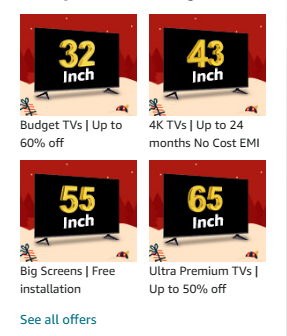 32
Inch
43
Inch
Budget TVs | Up to
60% off
4K TVs | Up to 24
months No Cost EMI
55
Inch
65
Inch
Big Screens | Free
installation
Ultra Premium TVs |
Up to 50% off
See all offers